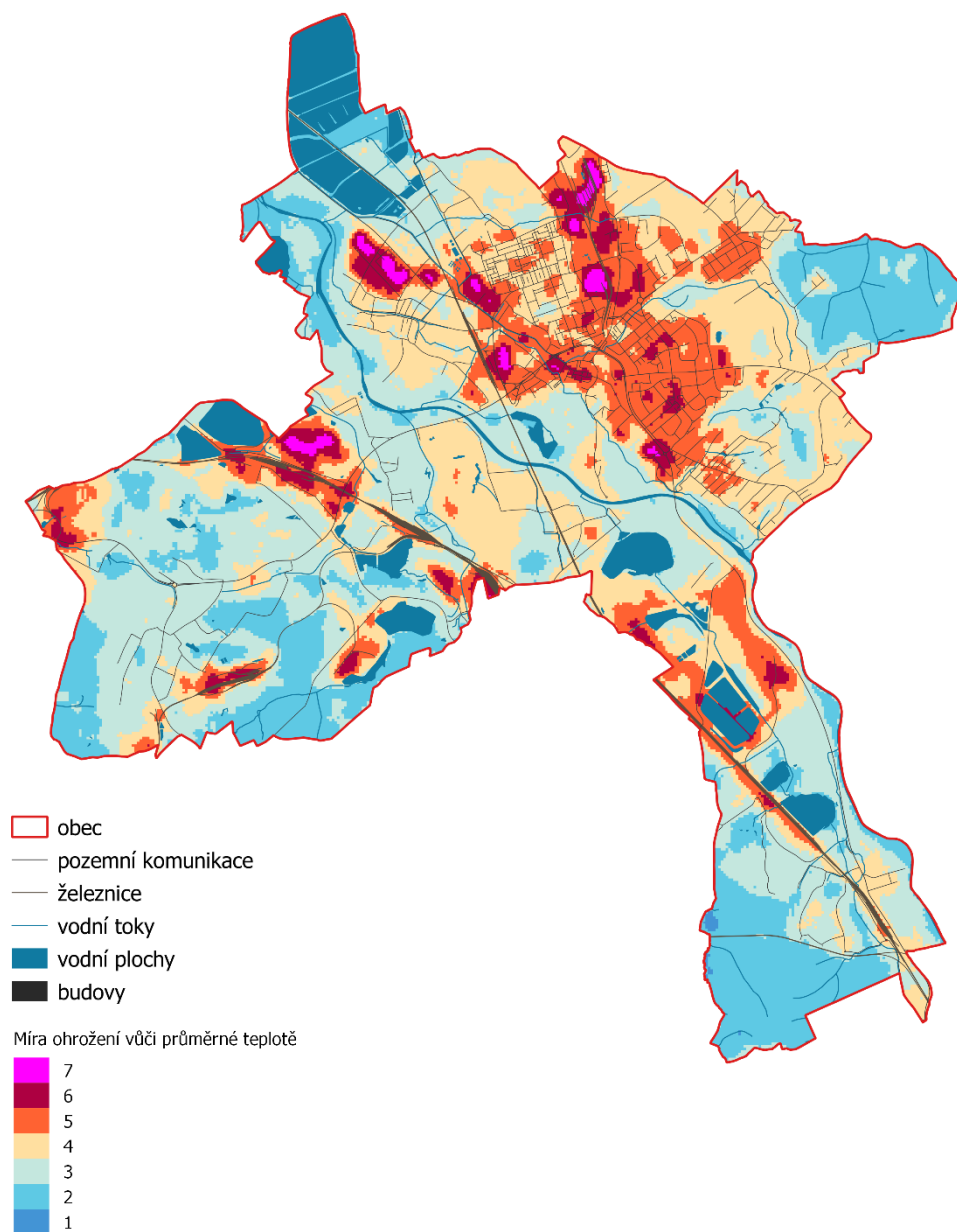 obec
pozemní komunikace
železnice
vodní toky
vodní plochy
budovy
Míra ohrožení vůči průměrné teplotě
7
6
5
4
3
2
1